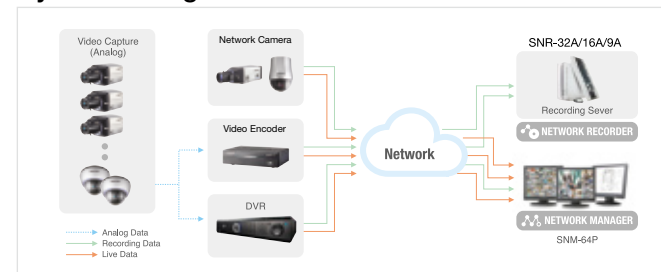 Video Capture
(Analog)
Network Camera
Video Encoder
DVR
Analog Data
Recording Data
Live Data
Network
SNR-32A/16A/9A
Recording Sever
NETWORK RECORDER
NETWORK MANAGER
SNM-64P